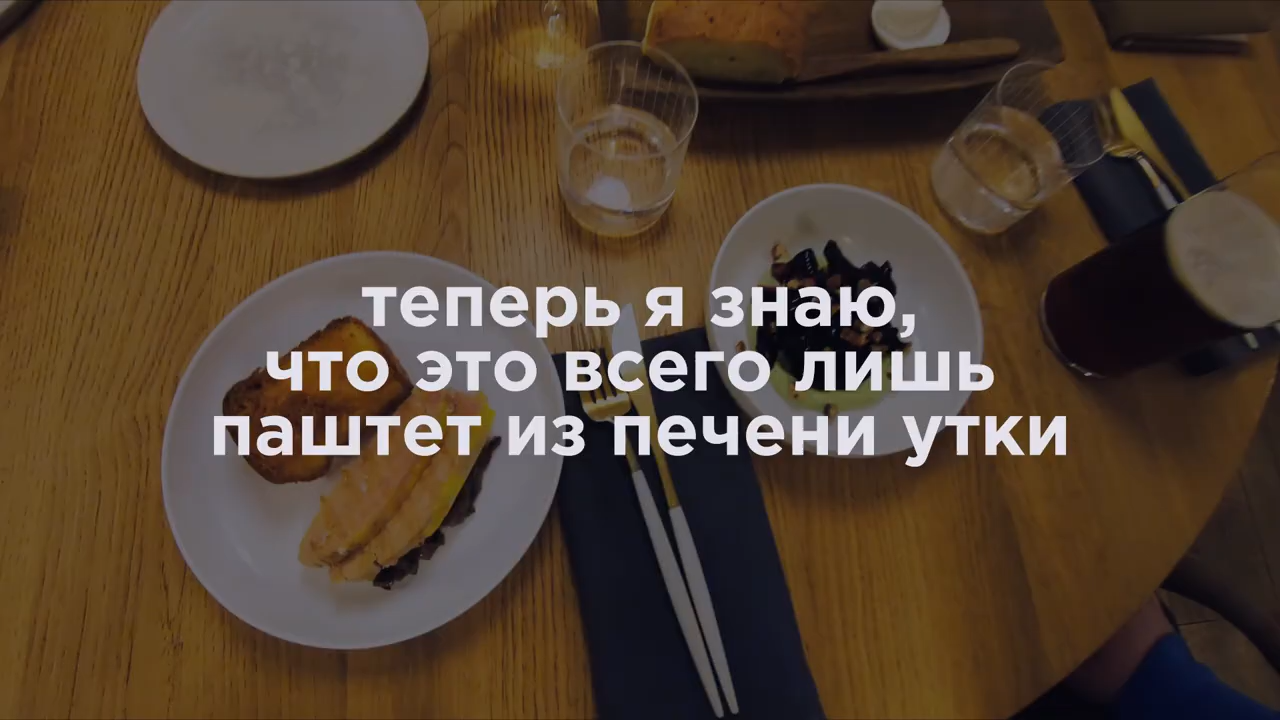 теперь я знаю,
что это всего лишь
паштет из печени утки